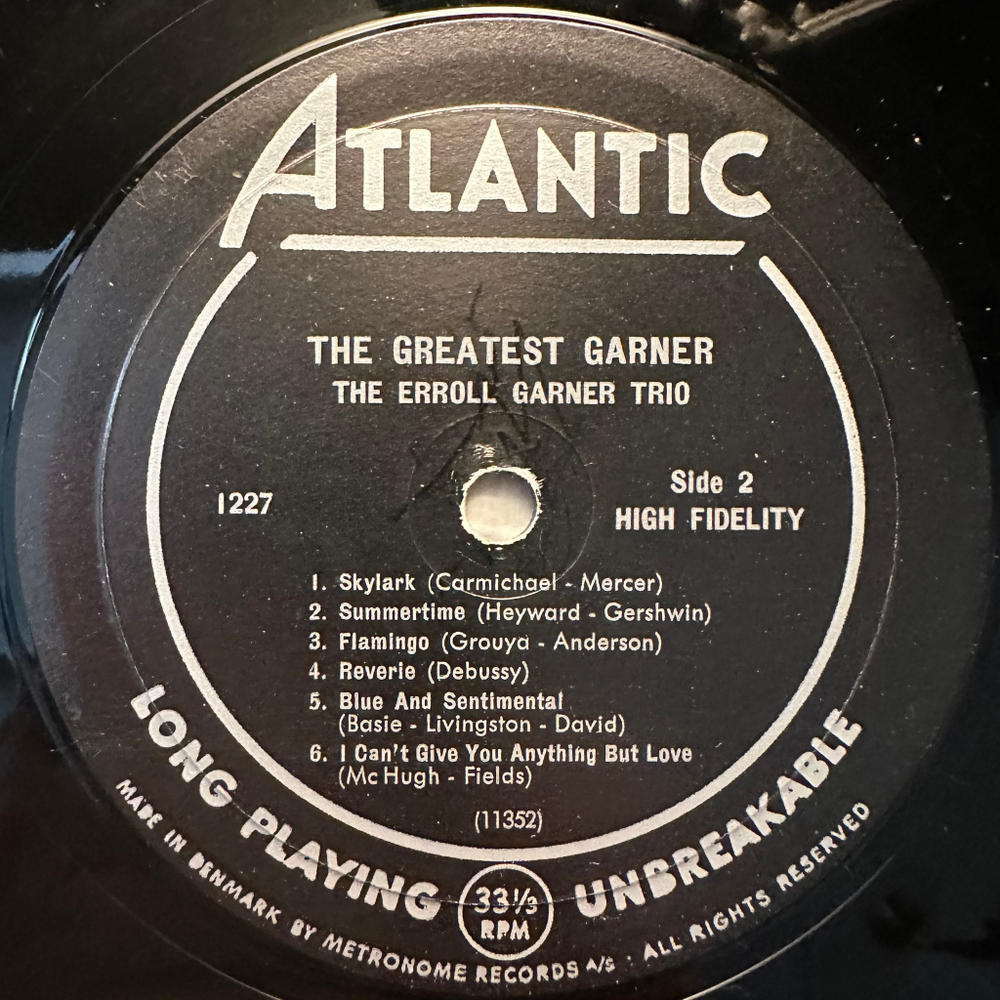 ATLANTIC
THE GREATEST GARNER
THE ERROLL GARNER TRIO
1227
Side 2
HIGH FIDELITY
1. Skylark (Carmichael - Mercer)
2. Summertime (Heyward - Gershwin)
3. Flamingo (Grouya - Anderson)
4. Reverie (Debussy)
5. Blue And Sentimental
(Basie - Livingston - David)
6. I Can't Give You Anything But Love
(Mc Hugh - Fields)
(11352)
LONG PLAYING 33⅓ RPM UNBREAKABLE
MADE IN DENMARK BY METRONOME RECORDS A/S : ALL RIGHTS RESERVED